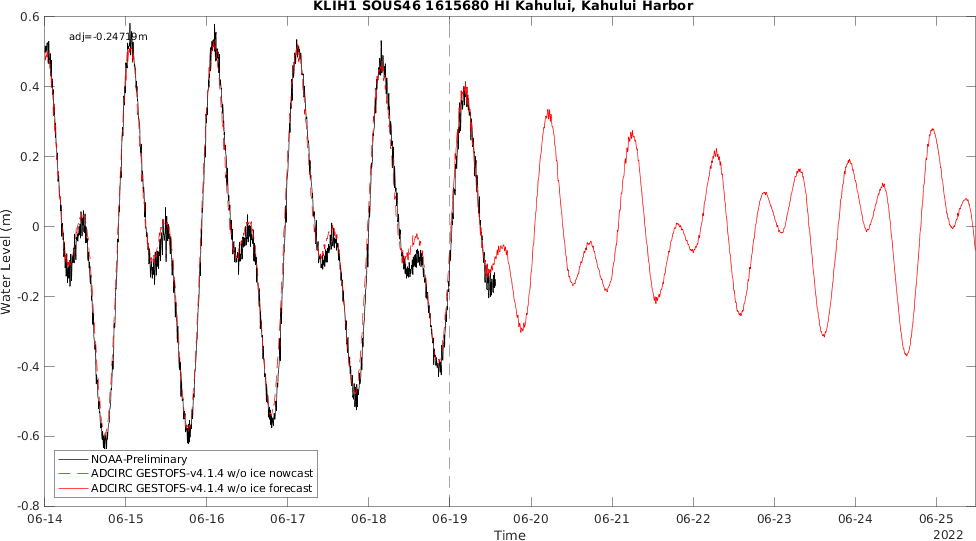 KLIH1 SOUS46 1615680 HI Kahului, Kahului Harbor
adj=-0.24719m
0.6
0.4
0.2
0
-0.2
-0.4
-0.6
-0.8
Water Level (m)
NOAA-Preliminary
ADCIRC GESTOFS-v4.1.4 w/o ice nowcast
ADCIRC GESTOFS-v4.1.4 w/o ice forecast
06-14 06-15 06-16 06-17 06-18 06-19 06-20 06-21 06-22 06-23 06-24 06-25
Time
2022